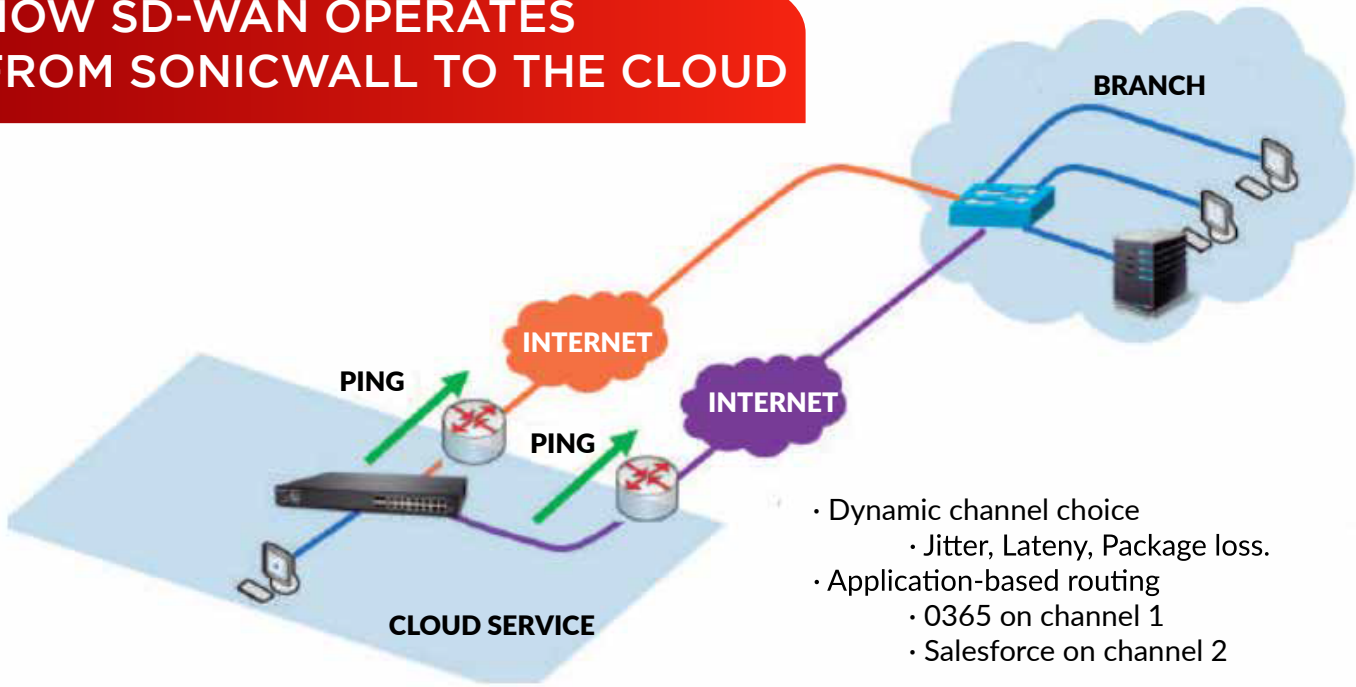 HOW SD-WAN OPERATES
FROM SONICWALL TO THE CLOUD
BRANCH
INTERNET
PING
INTERNET
PING
· Dynamic channel choice
· Jitter, Lateny, Package loss.
· Application-based routing
· 0365 on channel 1
· Salesforce on channel 2
CLOUD SERVICE